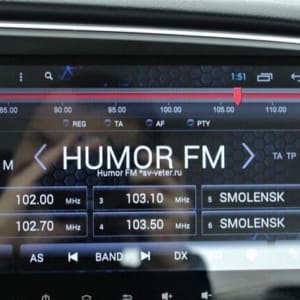 1:51
85.00 90.00 95.00 100.00 105.00 110.00
REG TA AF PTY
M HUMOR FM TA TP
Humor FM *sv-veter.ru
102.00 MHz 3 103.10 MHz 5 SMOLENSK
102.70 MHz 4 103.50 MHz 6 SMOLENSK
AS BAND DX